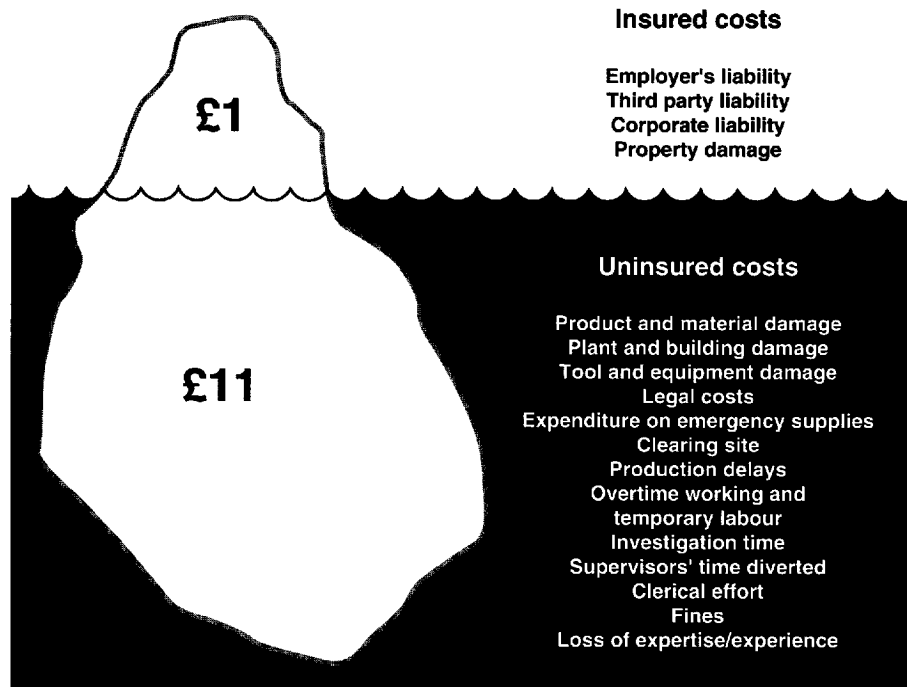 Insured costs
Employer's liability
Third party liability
Corporate liability
Property damage
£1
Uninsured costs
Product and material damage
Plant and building damage
Tool and equipment damage
Legal costs
Expenditure on emergency supplies
Clearing site
Production delays
Overtime working and
temporary labour
Investigation time
Supervisors' time diverted
Clerical effort
Fines
Loss of expertise/experience
£11